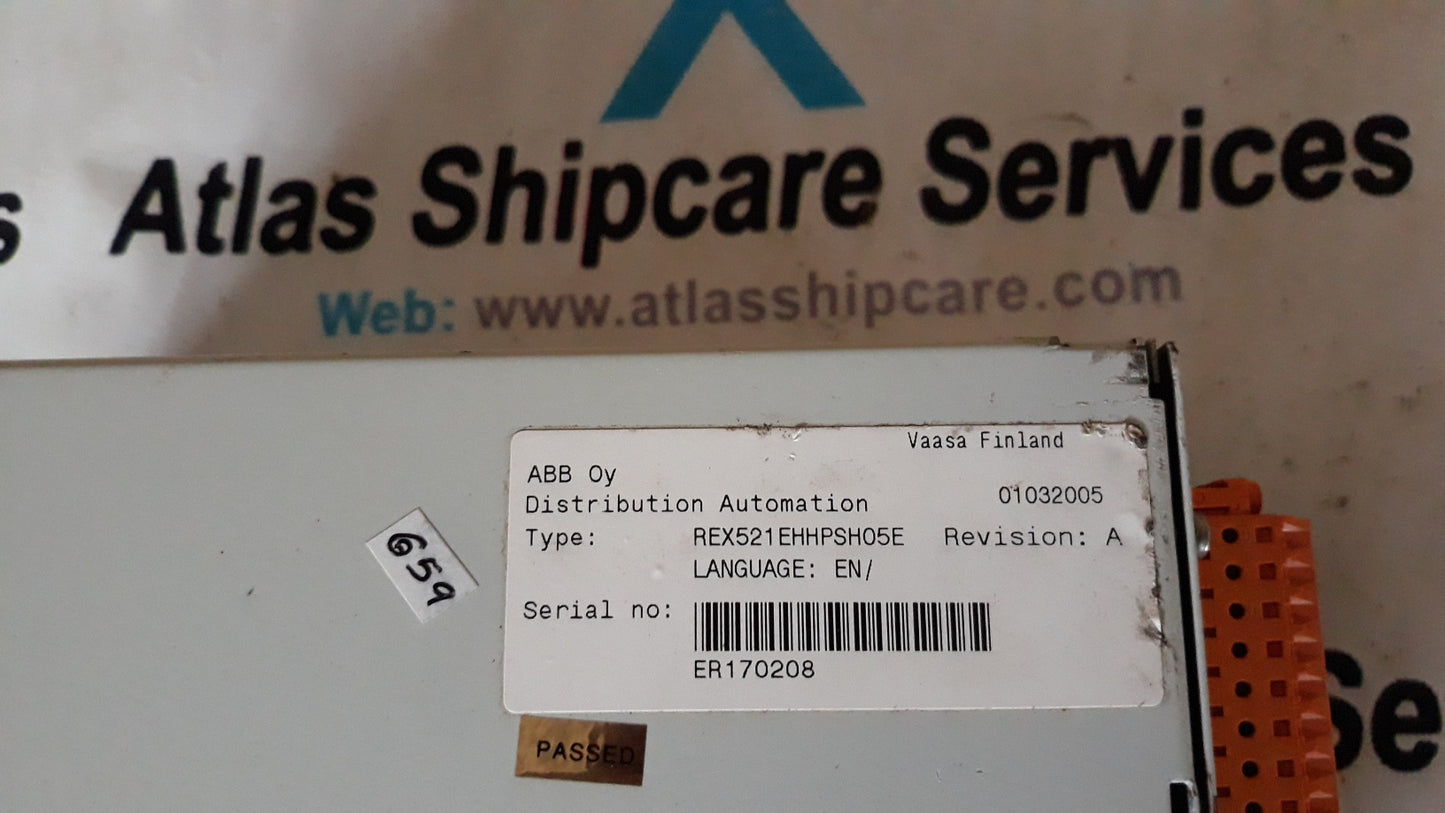 s Atlas Shipcare Services
Web: www.atlasshipcare.com
Vaasa Finland
ABB Oy
Distribution Automation 01032005
Type: REX521EHHPSH05E Revision: A
LANGUAGE: EN/
Serial no:
ER170208
659
PASSED
Se